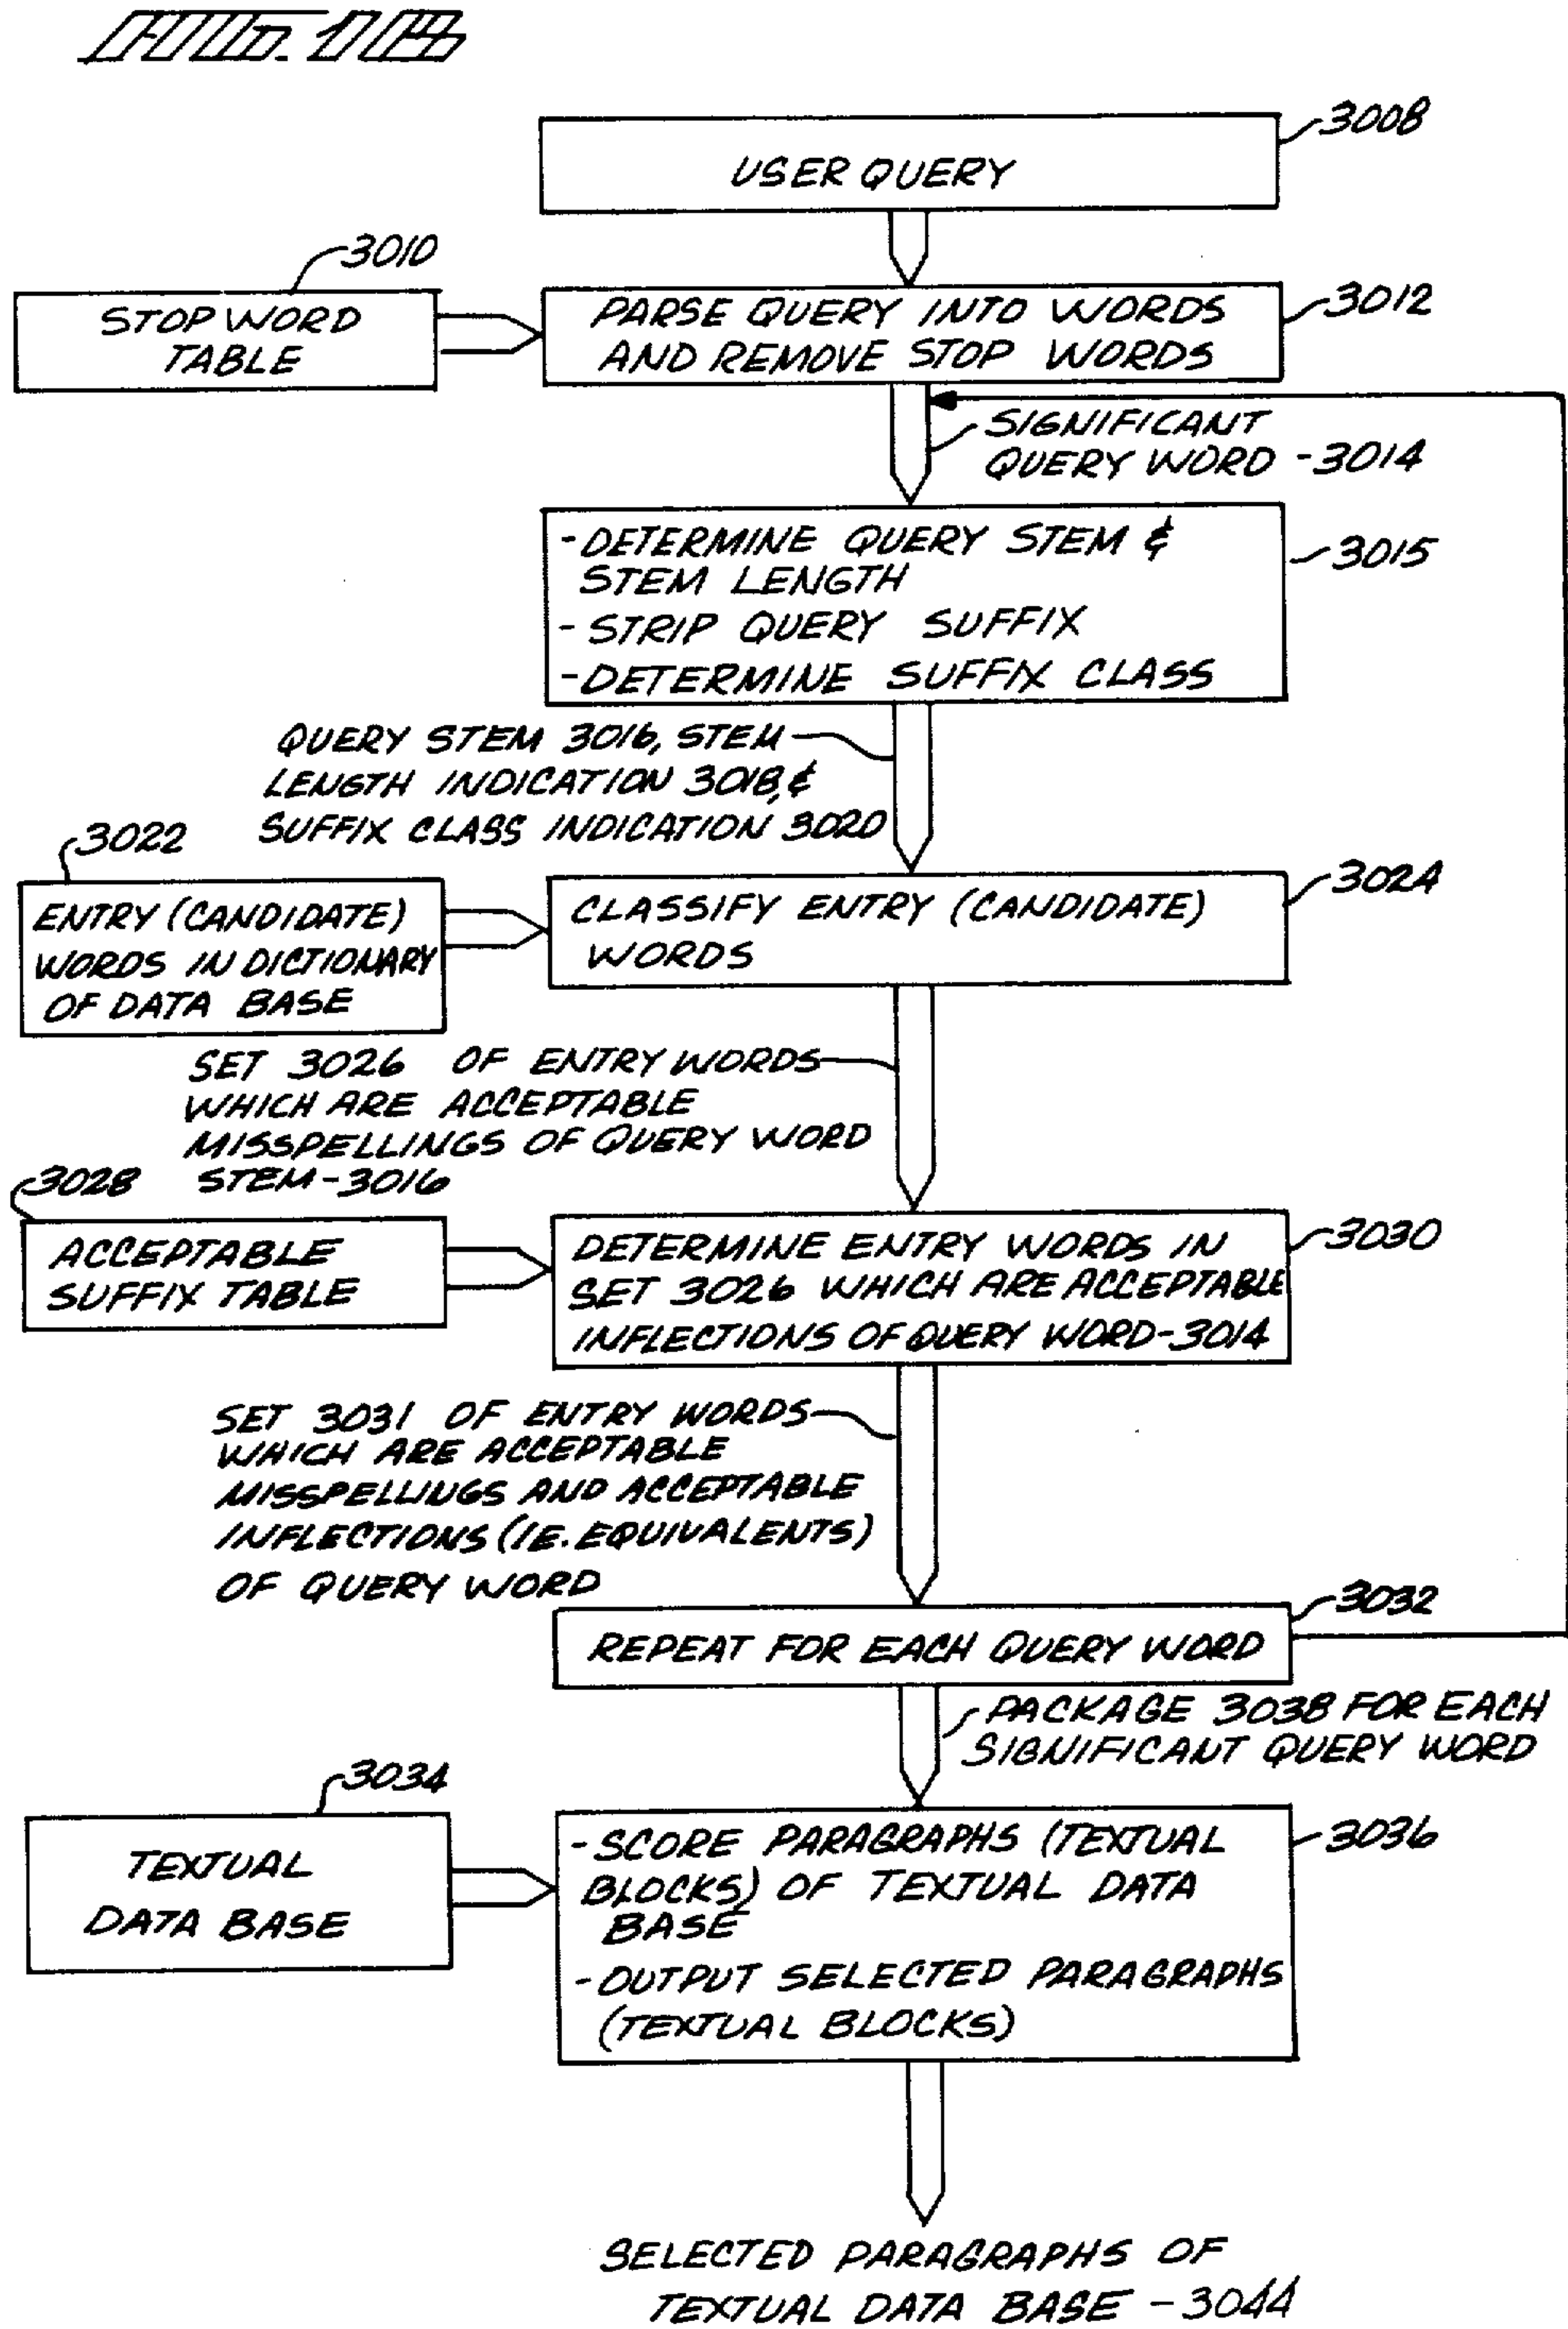 3008
USER QUERY
3010
STOP WORD
TABLE
PARSE QUERY INTO WORDS
AND REMOVE STOP WORDS
3012
SIGNIFICANT
QUERY WORD - 3014
- DETERMINE QUERY STEM &
STEM LENGTH
- STRIP QUERY SUFFIX
- DETERMINE SUFFIX CLASS
3015
QUERY STEM 3016, STEM
LENGTH INDICATION 3018, &
SUFFIX CLASS INDICATION 3020
3022
ENTRY (CANDIDATE)
WORDS IN DICTIONARY
OF DATA BASE
CLASSIFY ENTRY (CANDIDATE)
WORDS
3024
SET 3026 OF ENTRY WORDS
WHICH ARE ACCEPTABLE
MISSPELLINGS OF QUERY WORD
STEM - 3016
3028
ACCEPTABLE
SUFFIX TABLE
DETERMINE ENTRY WORDS IN
SET 3026 WHICH ARE ACCEPTABLE
INFLECTIONS OF QUERY WORD - 3014
3030
SET 3031 OF ENTRY WORDS
WHICH ARE ACCEPTABLE
MISSPELLINGS AND ACCEPTABLE
INFLECTIONS (IE. EQUIVALENTS)
OF QUERY WORD
3032
REPEAT FOR EACH QUERY WORD
PACKAGE 3038 FOR EACH
SIGNIFICANT QUERY WORD
3034
TEXTUAL
DATA BASE
- SCORE PARAGRAPHS (TEXTUAL
BLOCKS) OF TEXTUAL DATA
BASE
- OUTPUT SELECTED PARAGRAPHS
(TEXTUAL BLOCKS)
3036
SELECTED PARAGRAPHS OF
TEXTUAL DATA BASE - 3044